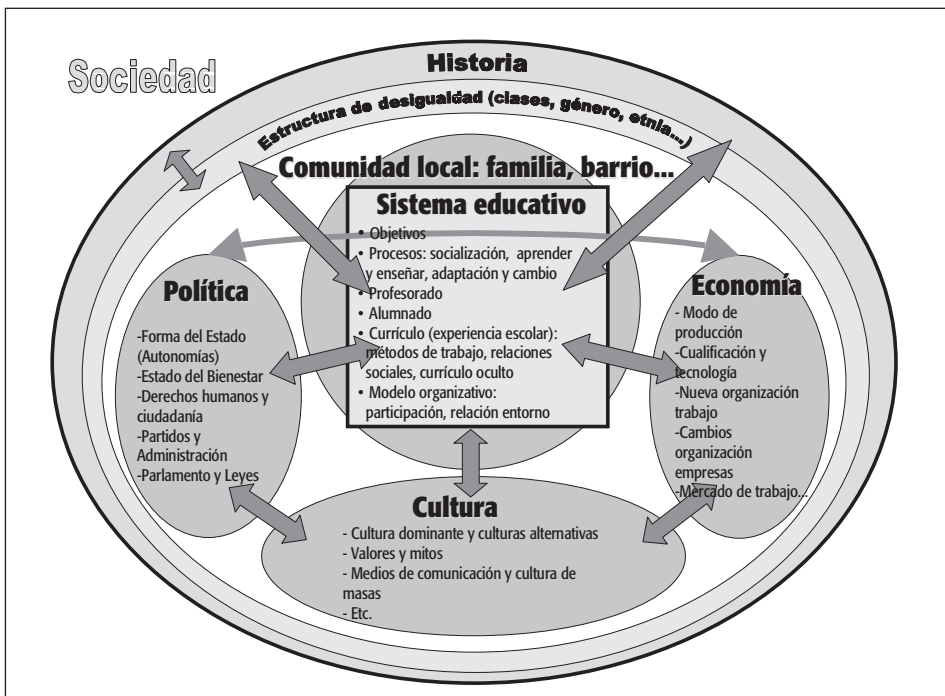 Sociedad
Historia
Estructura de desigualdad (clases, género, etnia...)
Comunidad local: familia, barrio...
Sistema educativo
• Objetivos
• Procesos: socialización, aprender
y enseñar, adaptación y cambio
• Profesorado
• Alumnado
• Currículo (experiencia escolar):
métodos de trabajo, relaciones
sociales, currículo oculto
• Modelo organizativo:
participación, relación entorno
Política
-Forma del Estado
(Autonomías)
-Estado del Bienestar
-Derechos humanos y
ciudadanía
-Partidos y
Administración
-Parlamento y Leyes
Economía
- Modo de
producción
-Cualificación y
tecnología
-Nueva organización
trabajo
-Cambios
organización
empresas
-Mercado de trabajo...
Cultura
- Cultura dominante y culturas alternativas
- Valores y mitos
- Medios de comunicación y cultura de
masas
- Etc.